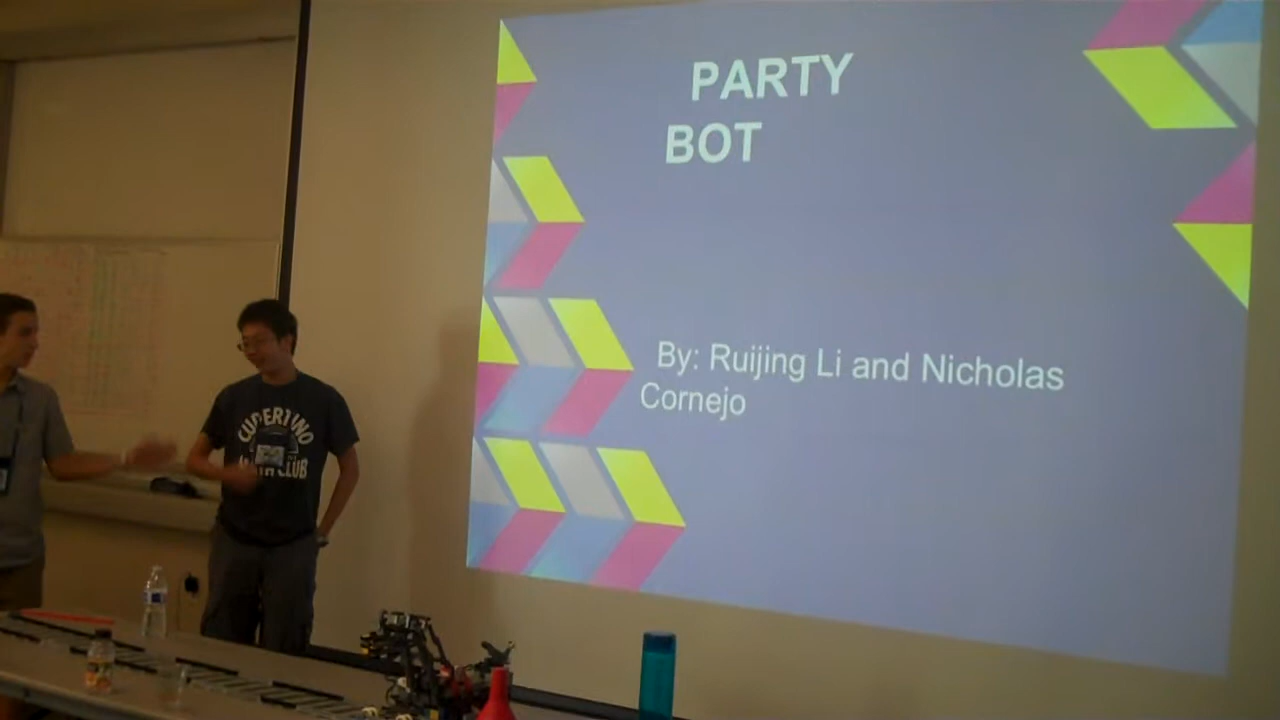 PARTY
BOT
By: Ruijing Li and Nicholas
Cornejo
CUPERTINO
CLUB